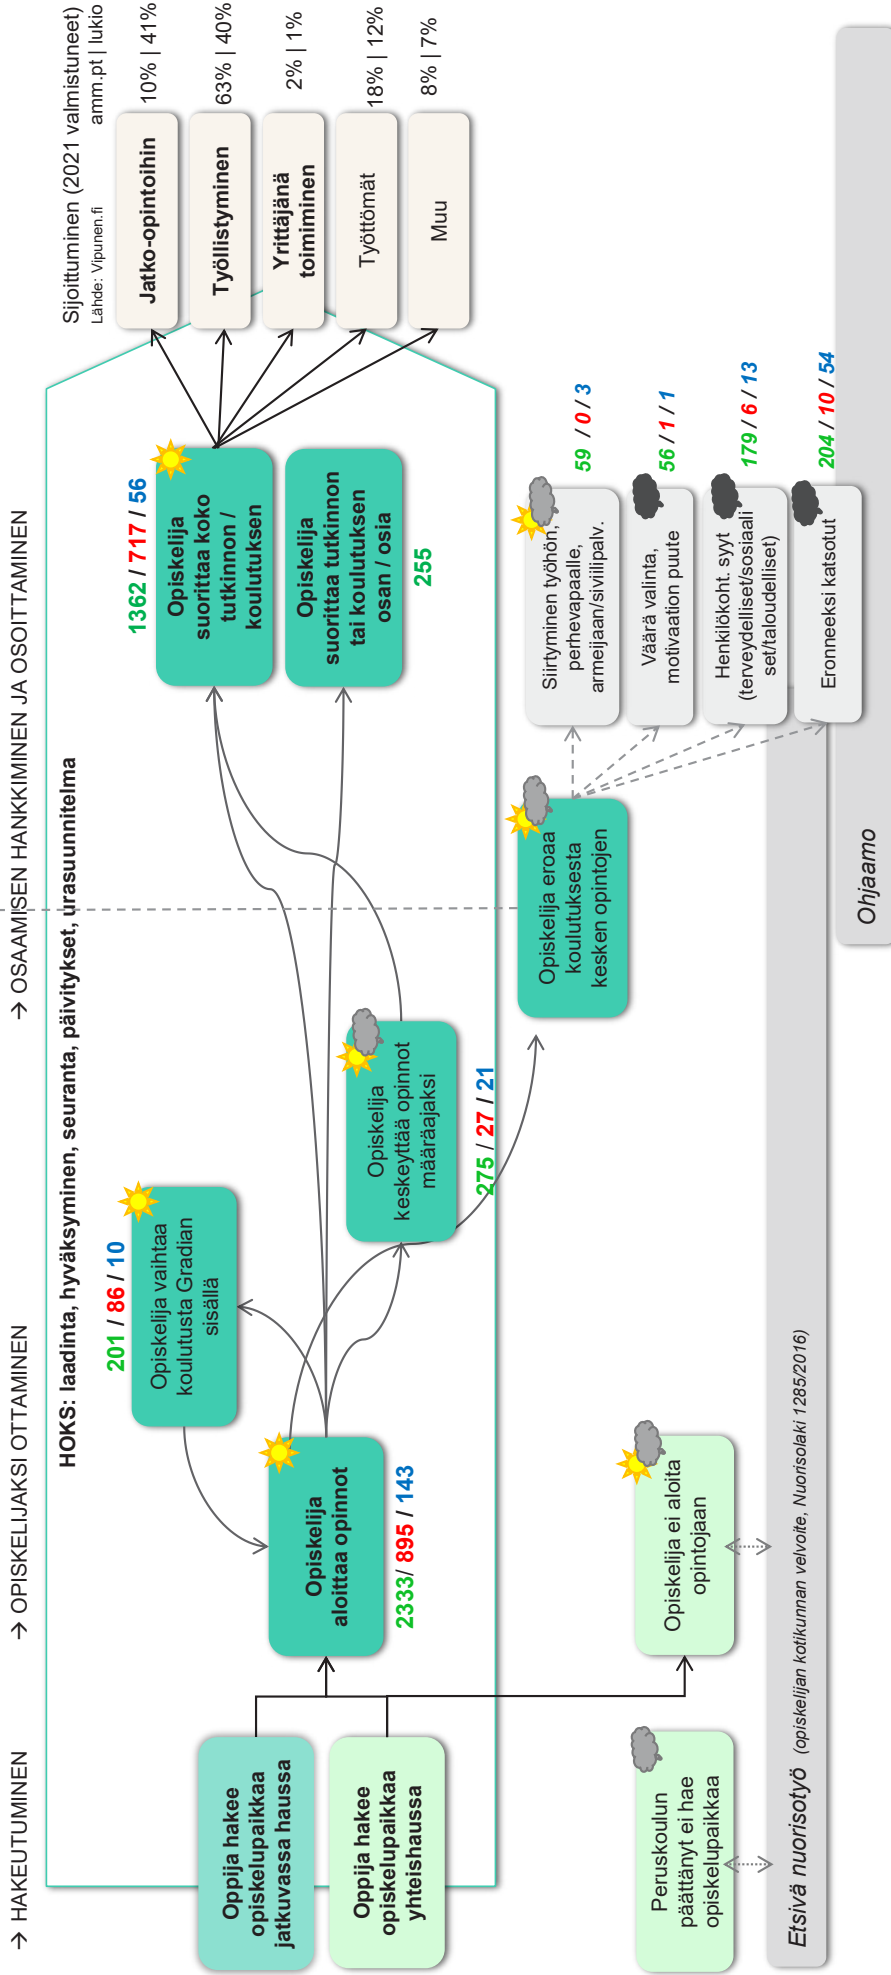 → HAKEUTUMINEN
→ OPISKELIJAKSI OTTAMINEN
→ OSAAMISEN HANKKIMINEN JA OSOITTAMINEN
HOKS: laadinta, hyväksyminen, seuranta, päivitykset, urasuunnitelma
Oppija hakee
opiskelupaikkaa
jatkuvassa haussa
Oppija hakee
opiskelupaikkaa
yhteishaussa
Peruskoulun
päättänyt ei hae
opiskelupaikkaa
Opiskelija
aloittaa opinnot
2333/ 895 / 143
Opiskelija ei aloita
opintojaan
201 / 86 / 10
Opiskelija vaihtaa
koulutusta Gradian
sisällä
Opiskelija
keskeyttää opinnot
määräajaksi
275 / 27 / 21
Opiskelija eroaa
koulutuksesta
kesken opintojen
1362 / 717 / 56
Opiskelija
suorittaa koko
tutkinnon /
koulutuksen
Opiskelija
suorittaa tutkinnon
tai koulutuksen
osan / osia
255
Siirtyminen työhön,
perhevapaalle,
armeijaan/siviilipalv.
59 / 0 / 3
Väärä valinta,
motivaation puute
56 / 1 / 1
Henkilökoht. syyt
(terveydelliset/sosiaali
set/taloudelliset)
179 / 6 / 13
Eronneeksi katsotut
204 / 10 / 54
Sijoittuminen (2021 valmistuneet)
Lähde: Vipunen.fi
amm.pt | lukio
Jatko-opintoihin
10% | 41%
Työllistyminen
63% | 40%
Yrittäjänä
toimiminen
2% | 1%
Työttömät
18% | 12%
Muu
8% | 7%
Etsivä nuorisotyö (opiskelijan kotikunnan velvoite, Nuorisolaki 1285/2016)
Ohjaamo